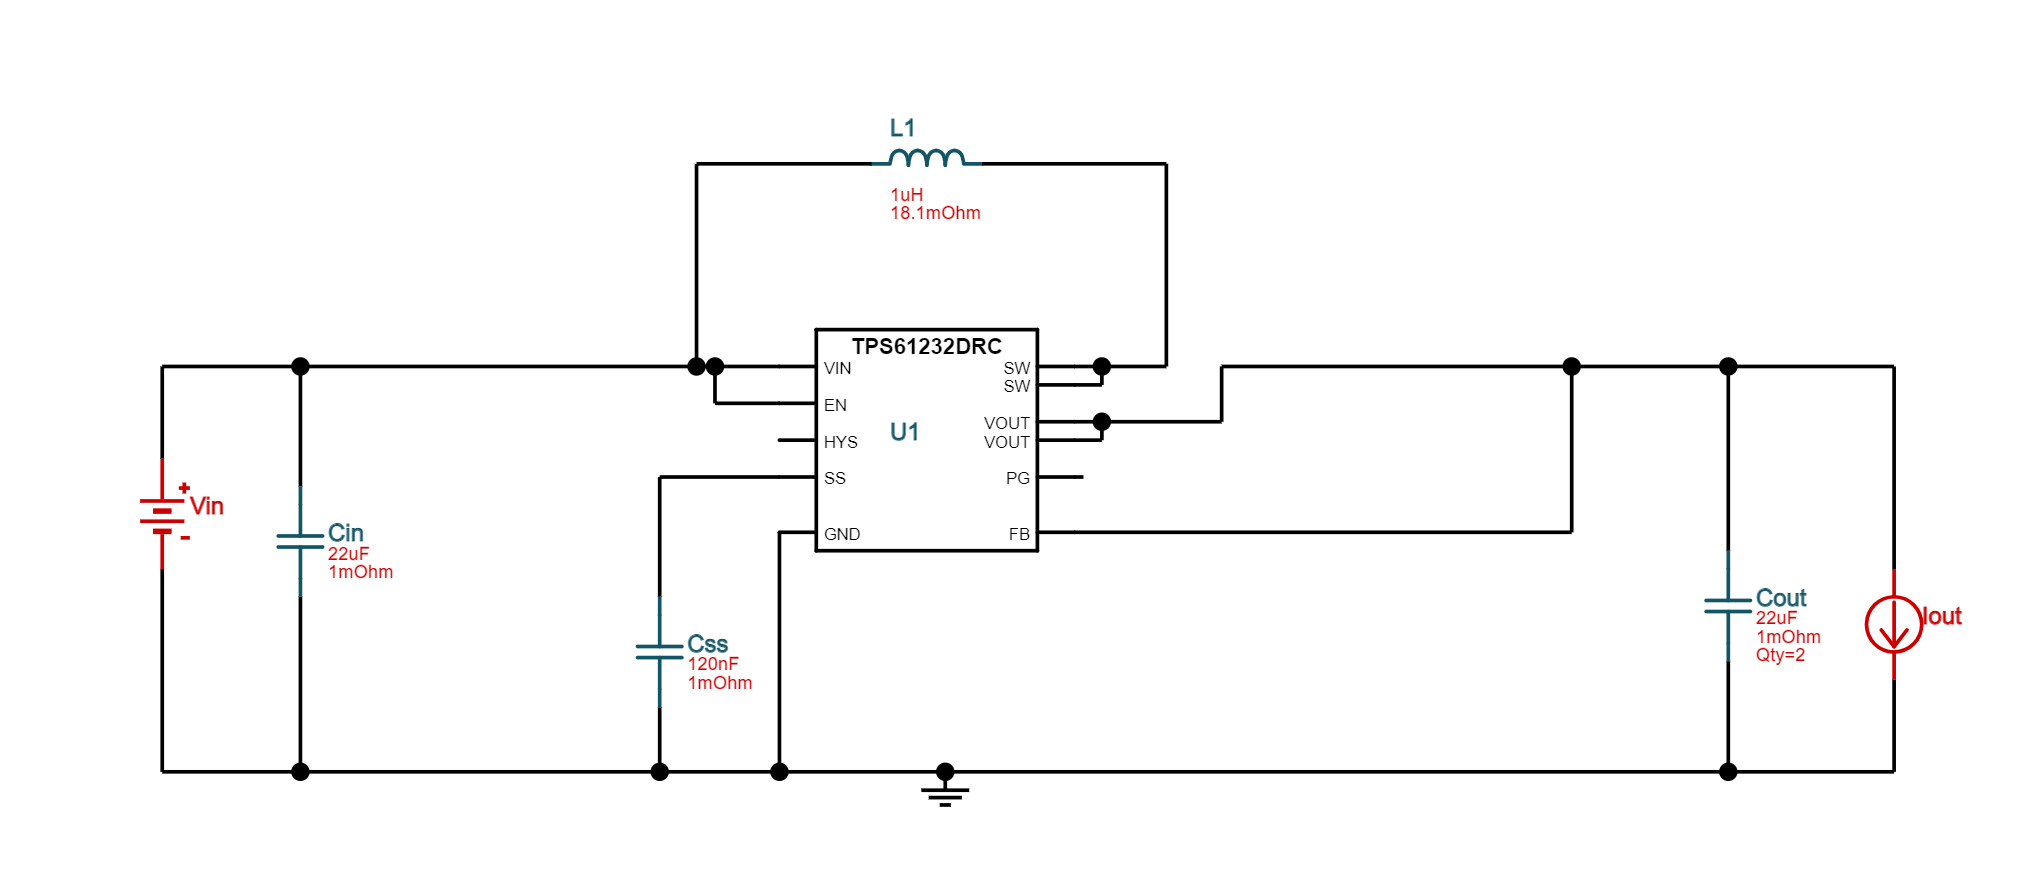 L1
1uH
18.1mOhm
TPS61232DRC
U1
VIN
EN
HYS
SS
GND
SW
SW
VOUT
VOUT
PG
FB
+
Vin
-
Cin
22uF
1mOhm
Css
120nF
1mOhm
Cout
22uF
1mOhm
Qty=2
Iout